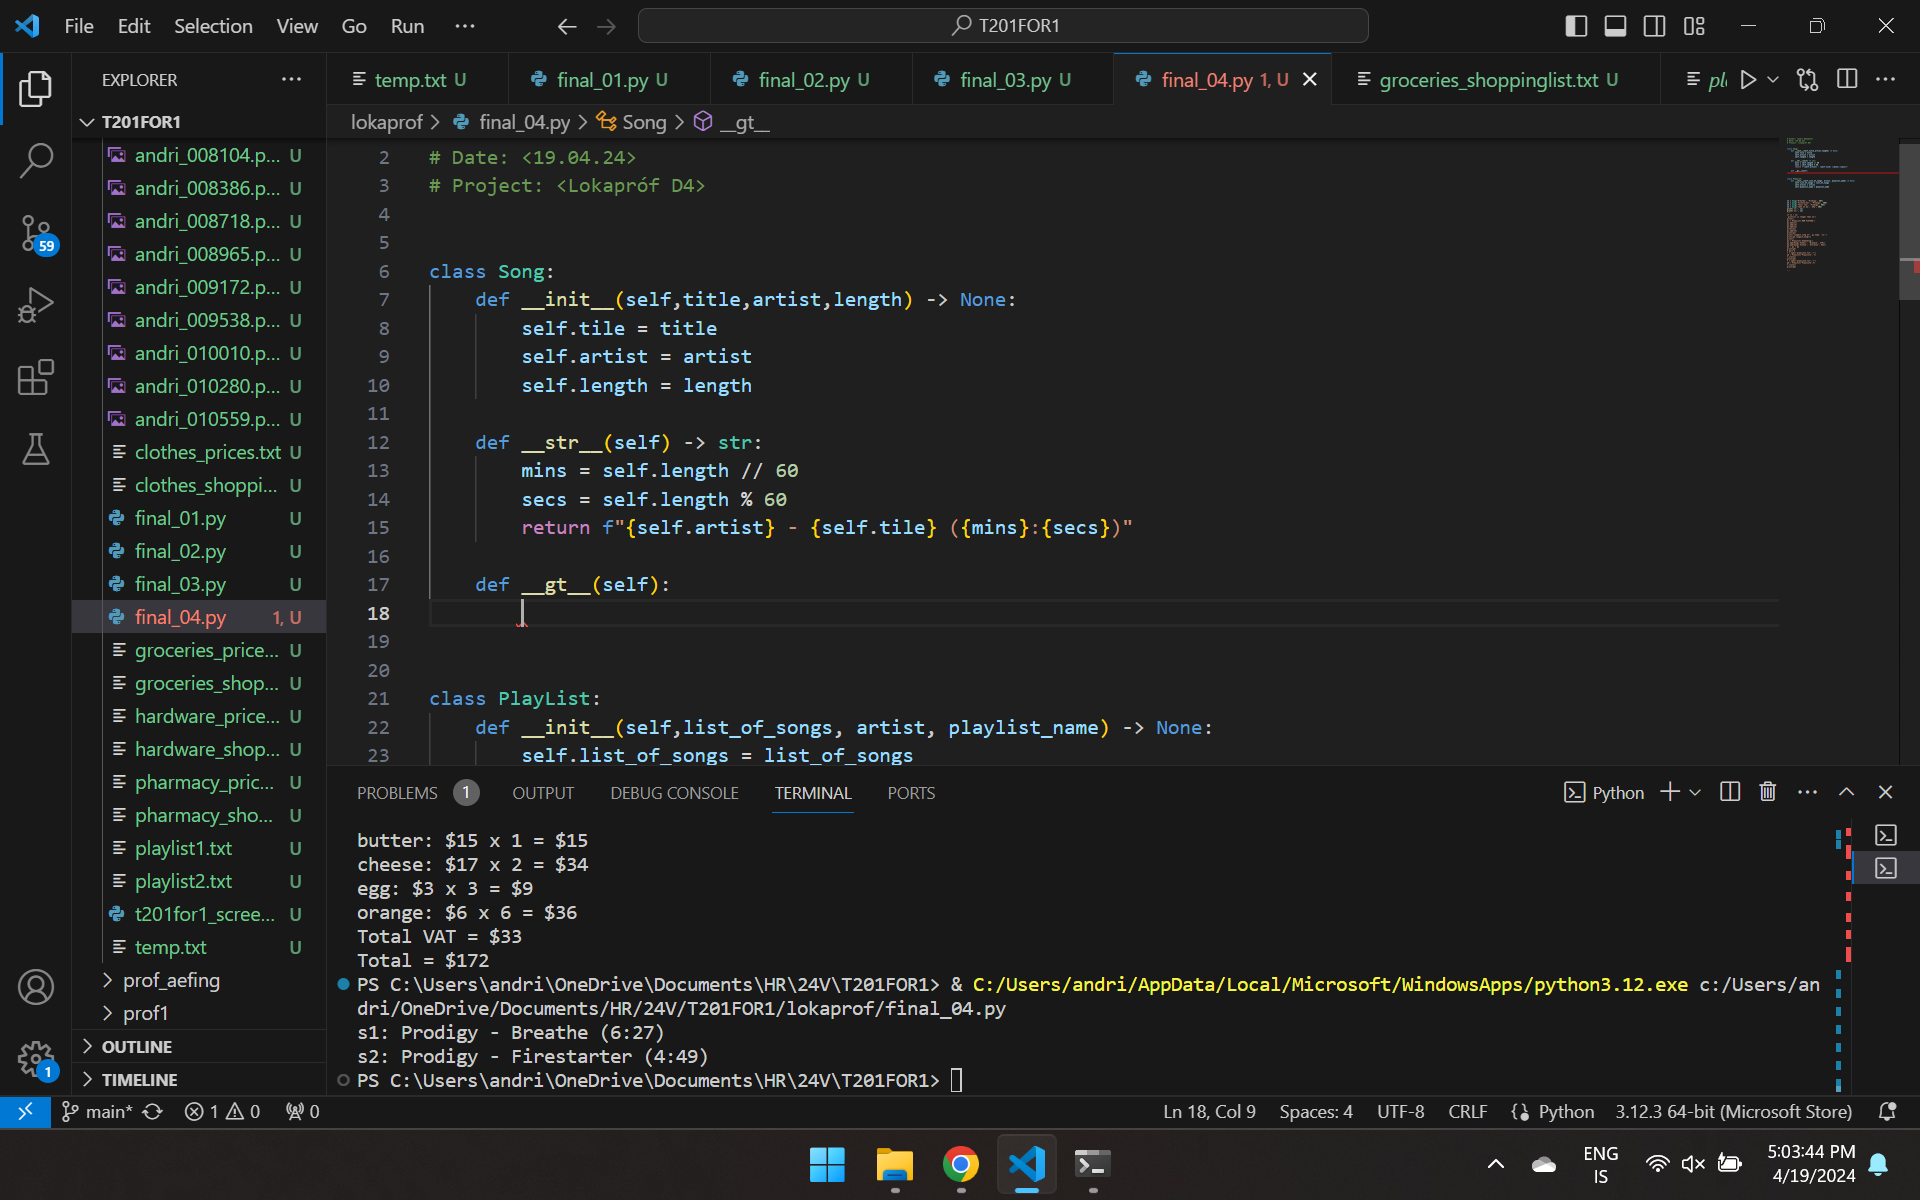 File Edit Selection View Go Run ··· T201FOR1
EXPLORER
temp.txt U final_01.py U final_02.py U final_03.py U final_04.py 1, U groceries_shoppinglist.txt U
T201FOR1
lokaprof > final_04.py > Song > __gt__
andri_008104.p... U
andri_008386.p... U
andri_008718.p... U
andri_008965.p... U
andri_009172.p... U
andri_009538.p... U
andri_010010.p... U
andri_010280.p... U
andri_010559.p... U
clothes_prices.txt U
clothes_shoppi... U
final_01.py U
final_02.py U
final_03.py U
final_04.py 1, U
groceries_price... U
groceries_shop... U
hardware_price... U
hardware_shop... U
pharmacy_pric... U
pharmacy_sho... U
playlist1.txt U
playlist2.txt U
t201for1_scree... U
temp.txt U
prof_aefing
prof1
OUTLINE
TIMELINE
59
1
2 # Date: <19.04.24>
3 # Project: <Lokapróf D4>
4
5
6 class Song:
7 def __init__(self,title,artist,length) -> None:
8 self.tile = title
9 self.artist = artist
10 self.length = length
11
12 def __str__(self) -> str:
13 mins = self.length // 60
14 secs = self.length % 60
15 return f"{self.artist} - {self.tile} ({mins}:{secs})"
16
17 def __gt__(self):
18
19
20
21 class PlayList:
22 def __init__(self,list_of_songs, artist, playlist_name) -> None:
23 self.list_of_songs = list_of_songs
PROBLEMS 1 OUTPUT DEBUG CONSOLE TERMINAL PORTS Python
butter: $15 x 1 = $15
cheese: $17 x 2 = $34
egg: $3 x 3 = $9
orange: $6 x 6 = $36
Total VAT = $33
Total = $172
PS C:\Users\andri\OneDrive\Documents\HR\24V\T201FOR1> & C:/Users/andri/AppData/Local/Microsoft/WindowsApps/python3.12.exe c:/Users/an
dri/OneDrive/Documents/HR/24V/T201FOR1/lokaprof/final_04.py
s1: Prodigy - Breathe (6:27)
s2: Prodigy - Firestarter (4:49)
PS C:\Users\andri\OneDrive\Documents\HR\24V\T201FOR1>
main* 1 0 0 Ln 18, Col 9 Spaces: 4 UTF-8 CRLF Python 3.12.3 64-bit (Microsoft Store)
ENG
IS
5:03:44 PM
4/19/2024